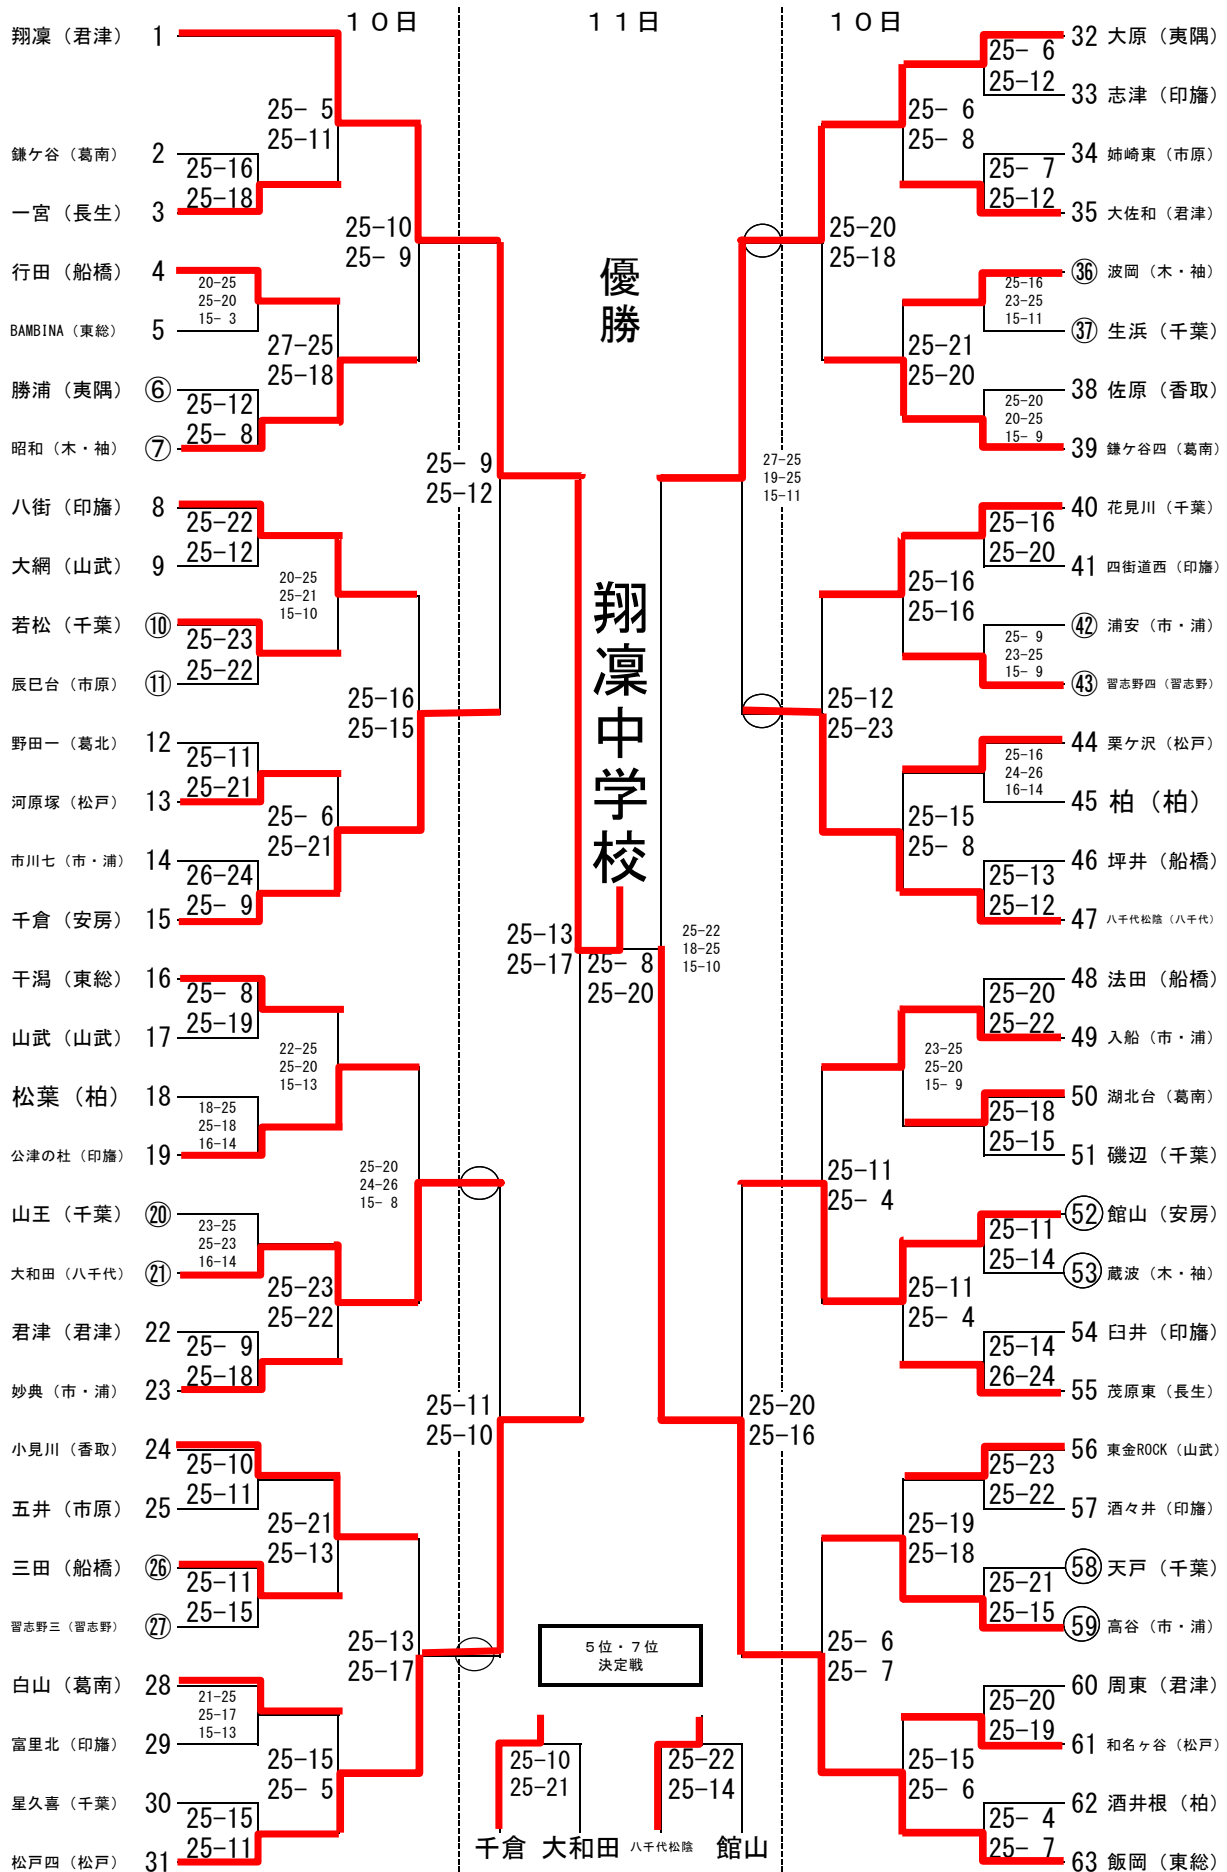 １０日
１１日
１０日
翔凜（君津） 1
25- 5
25-11
鎌ケ谷（葛南） 2
25-16
25-18
一宮（長生） 3
25-10
25- 9
行田（船橋） 4
20-25
25-20
15- 3
BAMBINA（東総） 5
27-25
25-18
勝浦（夷隅） ⑥
25-12
25- 8
昭和（木・袖） ⑦
25- 9
25-12
八街（印旛） 8
25-22
25-12
大網（山武） 9
20-25
25-21
15-10
若松（千葉） ⑩
25-23
25-22
辰巳台（市原） ⑪
25-16
25-15
野田一（葛北） 12
25-11
25-21
河原塚（松戸） 13
25- 6
25-21
市川七（市・浦） 14
26-24
25- 9
千倉（安房） 15
25-13
25-17
干潟（東総） 16
25- 8
25-19
山武（山武） 17
22-25
25-20
15-13
松葉（柏） 18
18-25
25-18
16-14
公津の杜（印旛） 19
25-20
24-26
15- 8
山王（千葉） ⑳
23-25
25-23
16-14
大和田（八千代） ㉑
25-23
25-22
君津（君津） 22
25- 9
25-18
妙典（市・浦） 23
25-11
25-10
小見川（香取） 24
25-10
25-11
五井（市原） 25
25-21
25-13
三田（船橋） ㉖
25-11
25-15
習志野三（習志野） ㉗
25-13
25-17
白山（葛南） 28
21-25
25-17
15-13
富里北（印旛） 29
25-15
25- 5
星久喜（千葉） 30
25-15
25-11
松戸四（松戸） 31
優勝
翔凜中学校
25- 8
25-20
５位・７位
決定戦
25-10
25-21
25-22
25-14
千倉 大和田 八千代松陰 館山
32 大原（夷隅）
25- 6
25-12
33 志津（印旛）
25- 6
25- 8
34 姉崎東（市原）
25- 7
25-12
35 大佐和（君津）
25-20
25-18
㊱ 波岡（木・袖）
25-16
23-25
15-11
㊲ 生浜（千葉）
25-21
25-20
38 佐原（香取）
25-20
20-25
15- 9
39 鎌ケ谷四（葛南）
27-25
19-25
15-11
40 花見川（千葉）
25-16
25-20
41 四街道西（印旛）
25-16
25-16
㊷ 浦安（市・浦）
25- 9
23-25
15- 9
㊸ 習志野四（習志野）
25-12
25-23
44 栗ケ沢（松戸）
25-16
24-26
16-14
45 柏（柏）
25-15
25- 8
46 坪井（船橋）
25-13
25-12
47 八千代松陰（八千代）
25-22
18-25
15-10
48 法田（船橋）
25-20
25-22
49 入船（市・浦）
23-25
25-20
15- 9
50 湖北台（葛南）
25-18
25-15
51 磯辺（千葉）
25-11
25- 4
52 館山（安房）
25-11
25-14
53 蔵波（木・袖）
25-11
25- 4
54 臼井（印旛）
25-14
26-24
55 茂原東（長生）
25-20
25-16
56 東金ROCK（山武）
25-23
25-22
57 酒々井（印旛）
25-19
25-18
58 天戸（千葉）
25-21
25-15
59 高谷（市・浦）
25- 6
25- 7
60 周東（君津）
25-20
25-19
61 和名ヶ谷（松戸）
25-15
25- 6
62 酒井根（柏）
25- 4
25- 7
63 飯岡（東総）